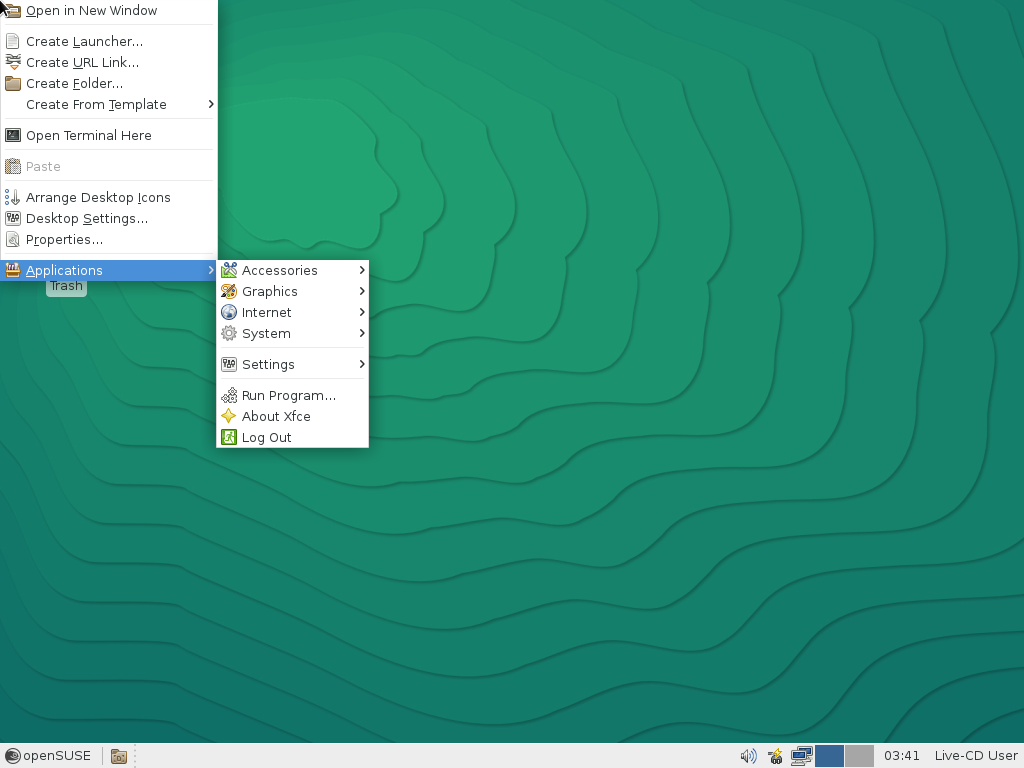 Open in New Window
Create Launcher...
Create URL Link...
Create Folder...
Create From Template
Open Terminal Here
Paste
Arrange Desktop Icons
Desktop Settings...
Properties...
Applications
Trash
Accessories
Graphics
Internet
System
Settings
Run Program...
About Xfce
Log Out
openSUSE
03:41
Live-CD User